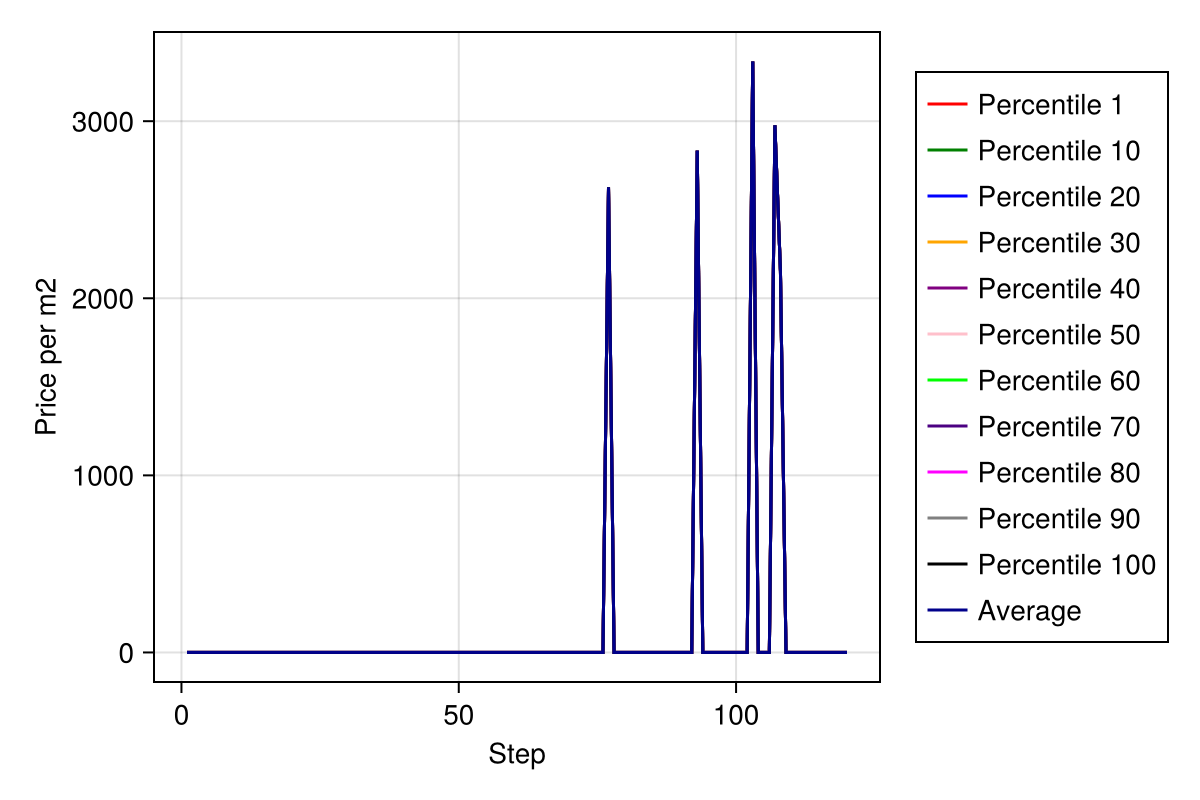 Price per m2
3000
2000
1000
0
0
50
100
Step
Percentile 1
Percentile 10
Percentile 20
Percentile 30
Percentile 40
Percentile 50
Percentile 60
Percentile 70
Percentile 80
Percentile 90
Percentile 100
Average